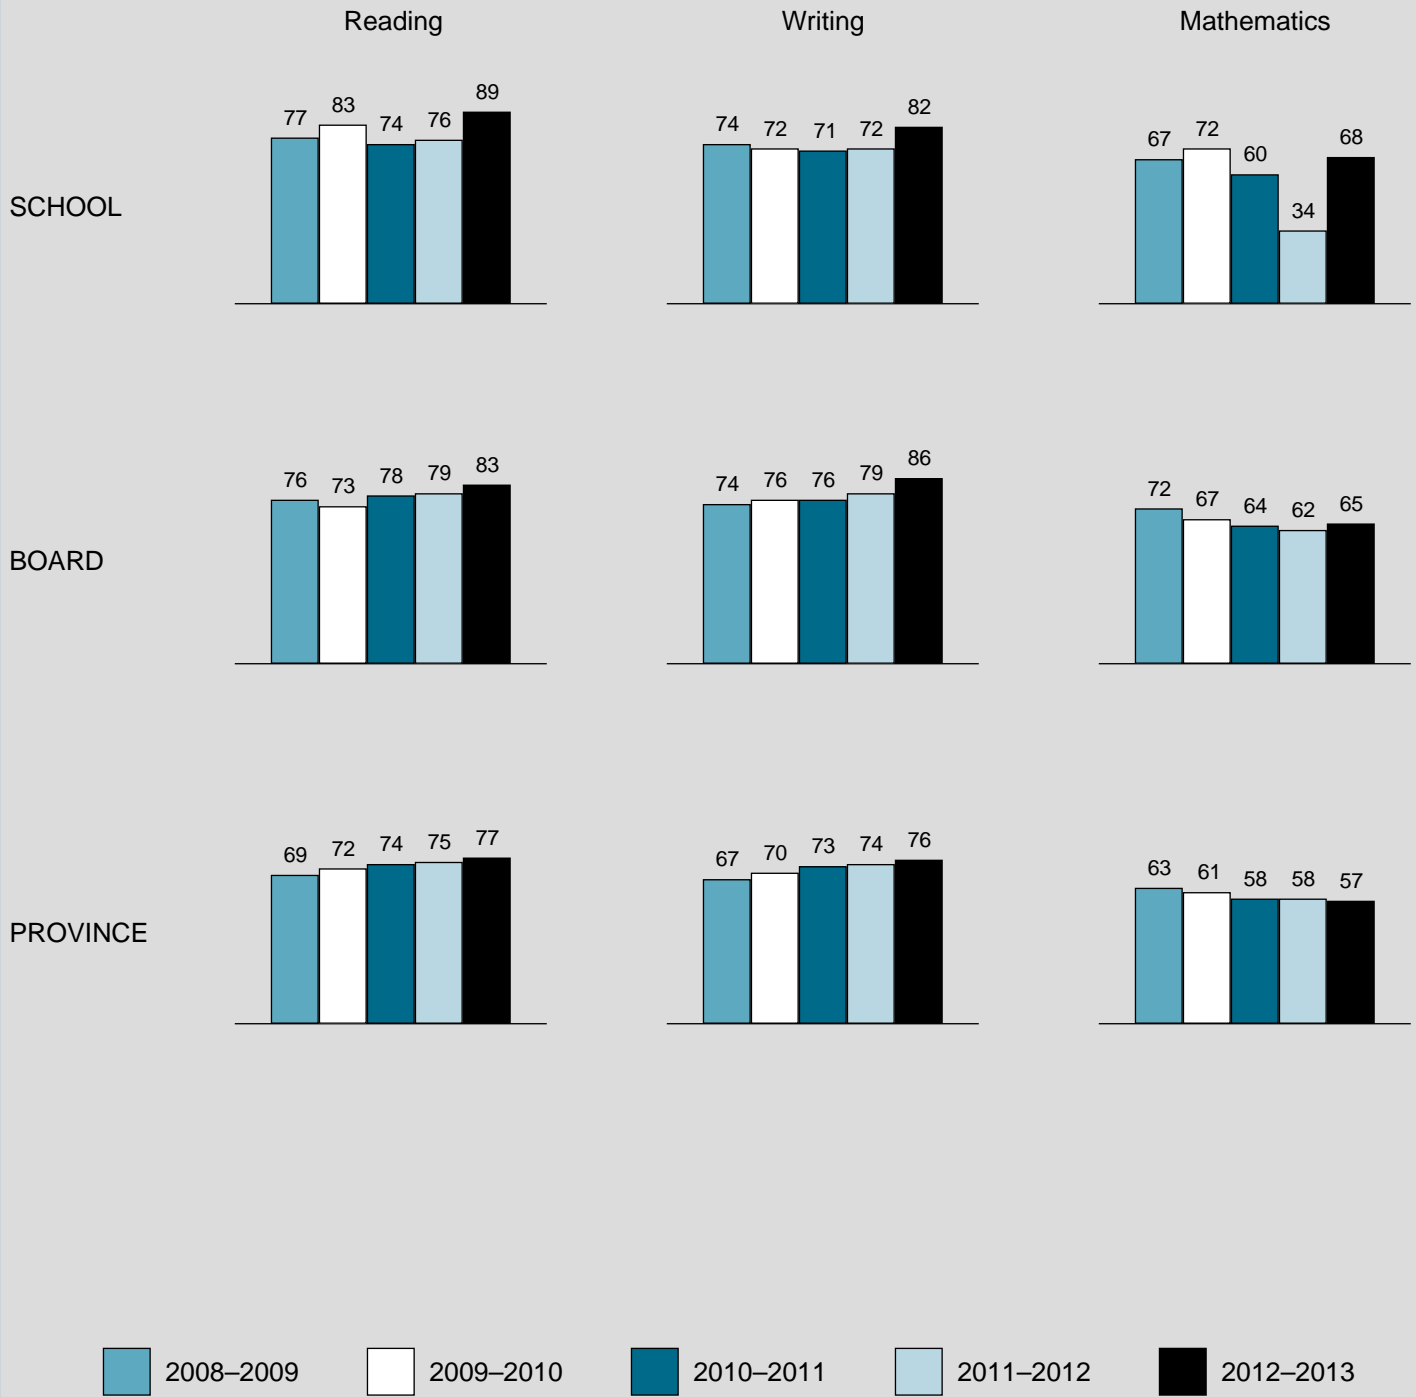 Reading Writing Mathematics
SCHOOL
77 83 74 76 89
74 72 71 72 82
67 72 60 34 68
BOARD
76 73 78 79 83
74 76 76 79 86
72 67 64 62 65
PROVINCE
69 72 74 75 77
67 70 73 74 76
63 61 58 58 57
2008–2009 2009–2010 2010–2011 2011–2012 2012–2013